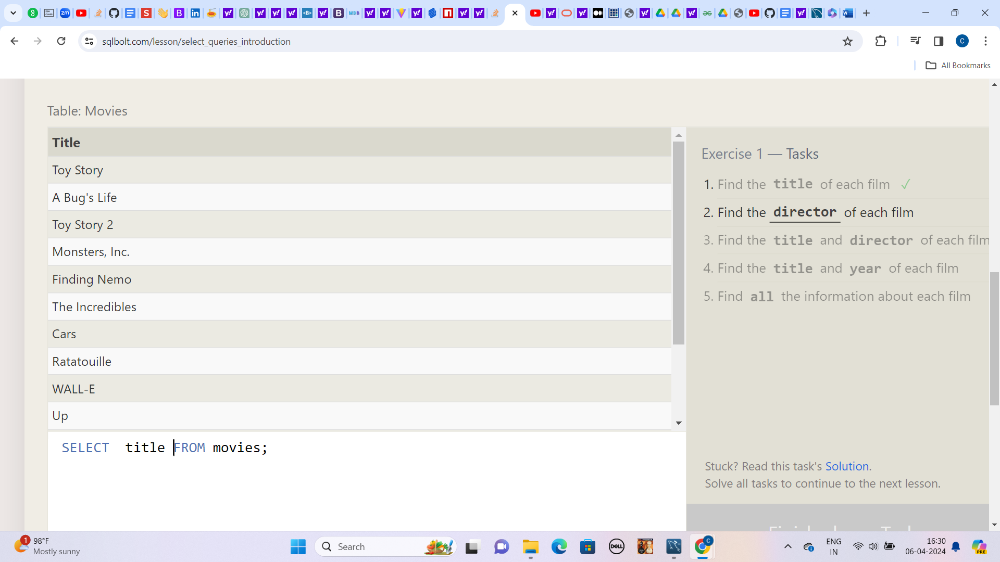 sqlbolt.com/lesson/select_queries_introduction
C
All Bookmarks
Table: Movies
Title
Toy Story
A Bug's Life
Toy Story 2
Monsters, Inc.
Finding Nemo
The Incredibles
Cars
Ratatouille
WALL-E
Up
SELECT  title FROM movies;
Exercise 1 — Tasks
1. Find the title of each film ✓
2. Find the director of each film
3. Find the title and director of each film
4. Find the title and year of each film
5. Find all the information about each film
Stuck? Read this task's Solution.
Solve all tasks to continue to the next lesson.
1
98°F
Mostly sunny
Search
DELL
C
ENG
IN
16:30
06-04-2024
PRE